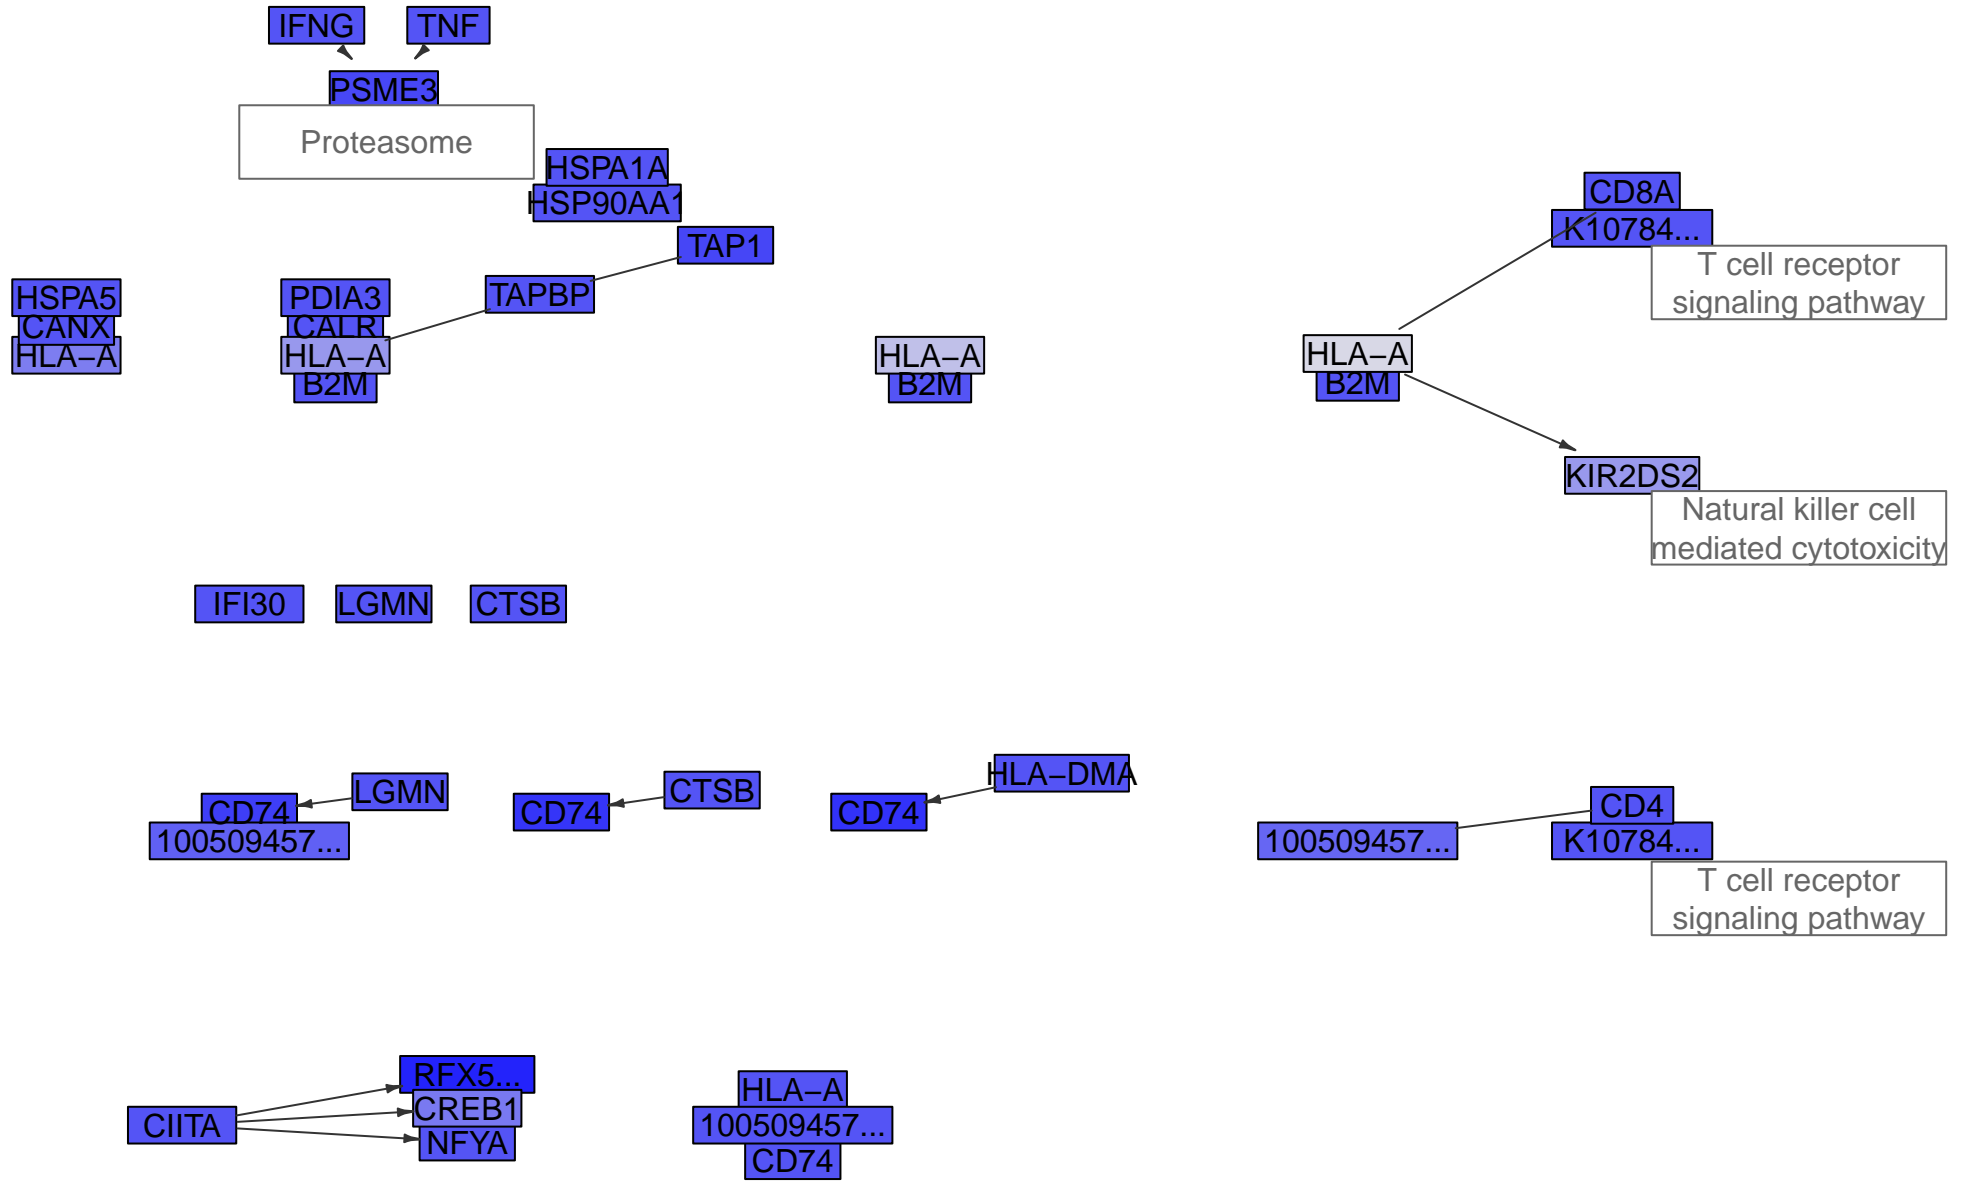 IFNG
TNF
PSME3
Proteasome
HSPA1A
HSP90AA1
CD8A
K10784...
TAP1
T cell receptor
signaling pathway
HSPA5
PDIA3
TAPBP
CANX
CALR
HLA−A
HLA−A
HLA−A
HLA−A
B2M
B2M
B2M
KIR2DS2
Natural killer cell
mediated cytotoxicity
IFI30
LGMN
CTSB
HLA−DMA
LGMN
CTSB
CD74
CD74
CD74
CD4
100509457...
100509457...
K10784...
T cell receptor
signaling pathway
RFX5...
HLA−A
CREB1
CIITA
100509457...
NFYA
CD74